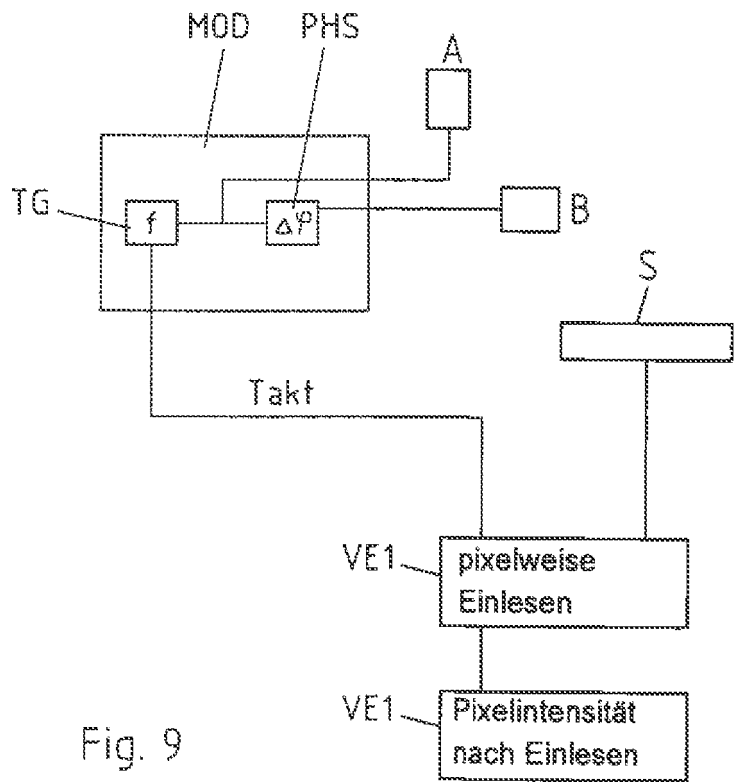 MOD
PHS
A
TG
f
Δφ
B
S
Takt
VE1
pixelweise
Einlesen
VE1
Pixelintensität
nach Einlesen
Fig. 9